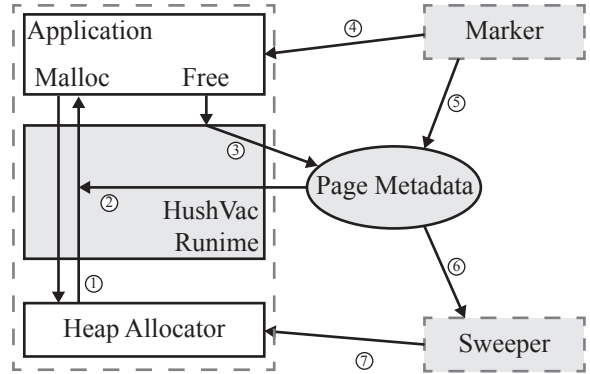 Application
④
Marker
Malloc
Free
⑤
③
Page Metadata
②
HushVac
Runime
⑥
①
Heap Allocator
Sweeper
⑦